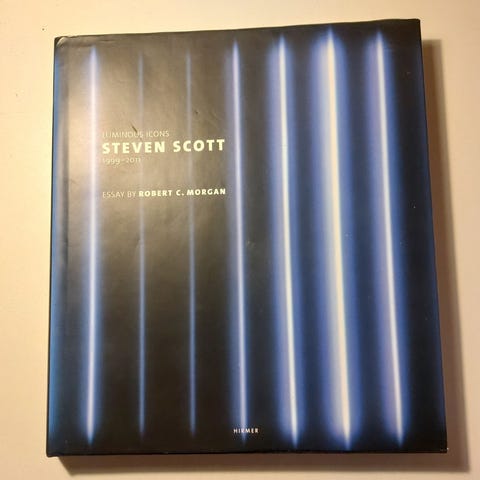 LUMINOUS ICONS
STEVEN SCOTT
1999–2011
ESSAY BY ROBERT C. MORGAN
HIRMER